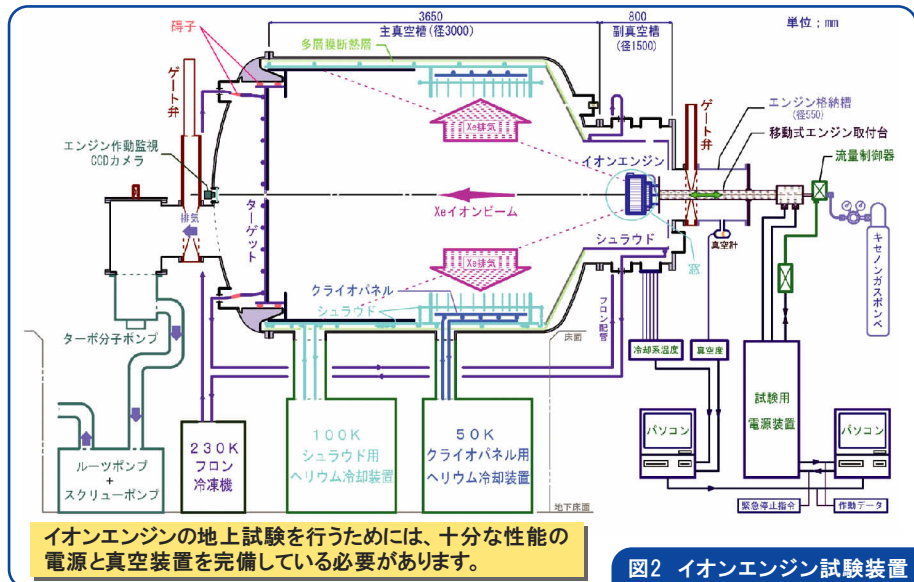 3650
主真空槽(径3000)
800
副真空槽
(径1500)
単位;mm
碍子
多層膜断熱層
ゲート弁
エンジン作動監視
CCDカメラ
排気
ターゲット
Xe排気
Xeイオンビーム
Xe排気
イオンエンジン
ゲート弁
エンジン格納槽
(径550)
移動式エンジン取付台
流量制御器
キセノンガスボンベ
真空計
窓
シュラウド
クライオパネル
シュラウド
フロン配管
ターボ分子ポンプ
床面
冷却系温度
真空度
試験用
電源装置
パソコン
パソコン
ルーツポンプ
+
スクリューポンプ
230K
フロン
冷凍機
100K
シュラウド用
ヘリウム冷却装置
50K
クライオパネル用
ヘリウム冷却装置
地下床面
緊急停止指令
作動データ
イオンエンジンの地上試験を行うためには、十分な性能の
電源と真空装置を完備している必要があります。
図2 イオンエンジン試験装置